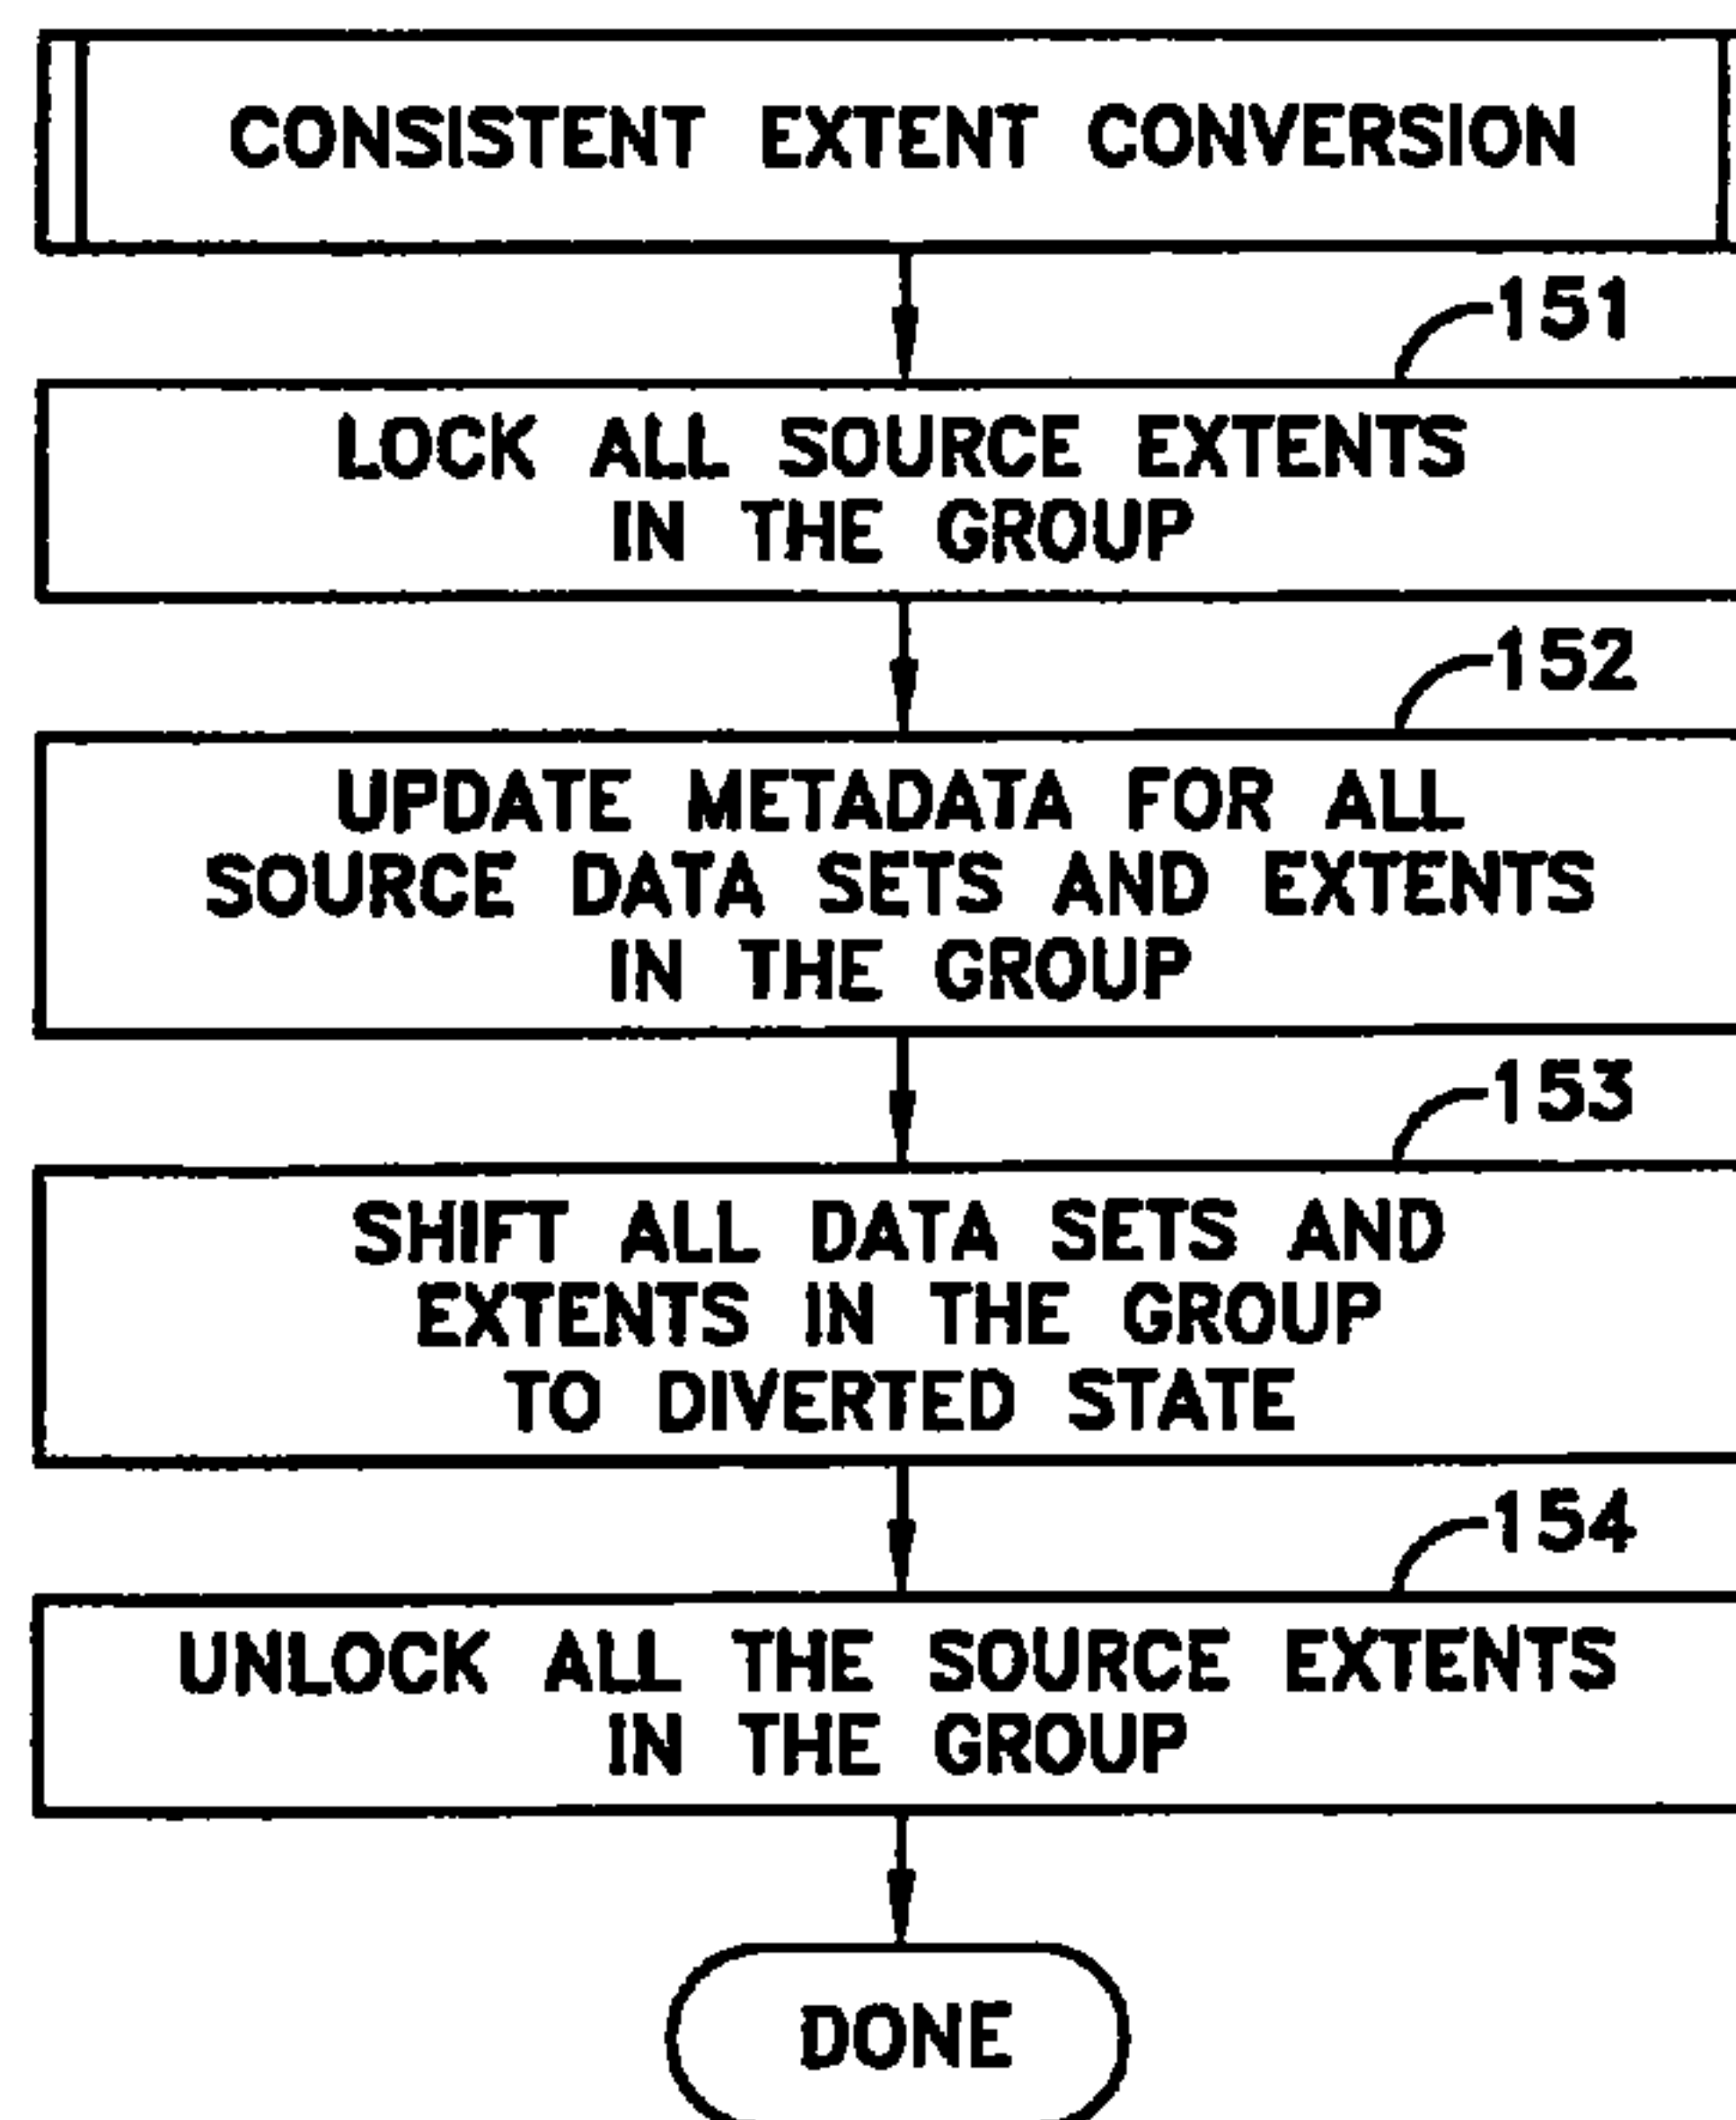 CONSISTENT EXTENT CONVERSION
151
LOCK ALL SOURCE EXTENTS
IN THE GROUP
152
UPDATE METADATA FOR ALL
SOURCE DATA SETS AND EXTENTS
IN THE GROUP
153
SHIFT ALL DATA SETS AND
EXTENTS IN THE GROUP
TO DIVERTED STATE
154
UNLOCK ALL THE SOURCE EXTENTS
IN THE GROUP
DONE